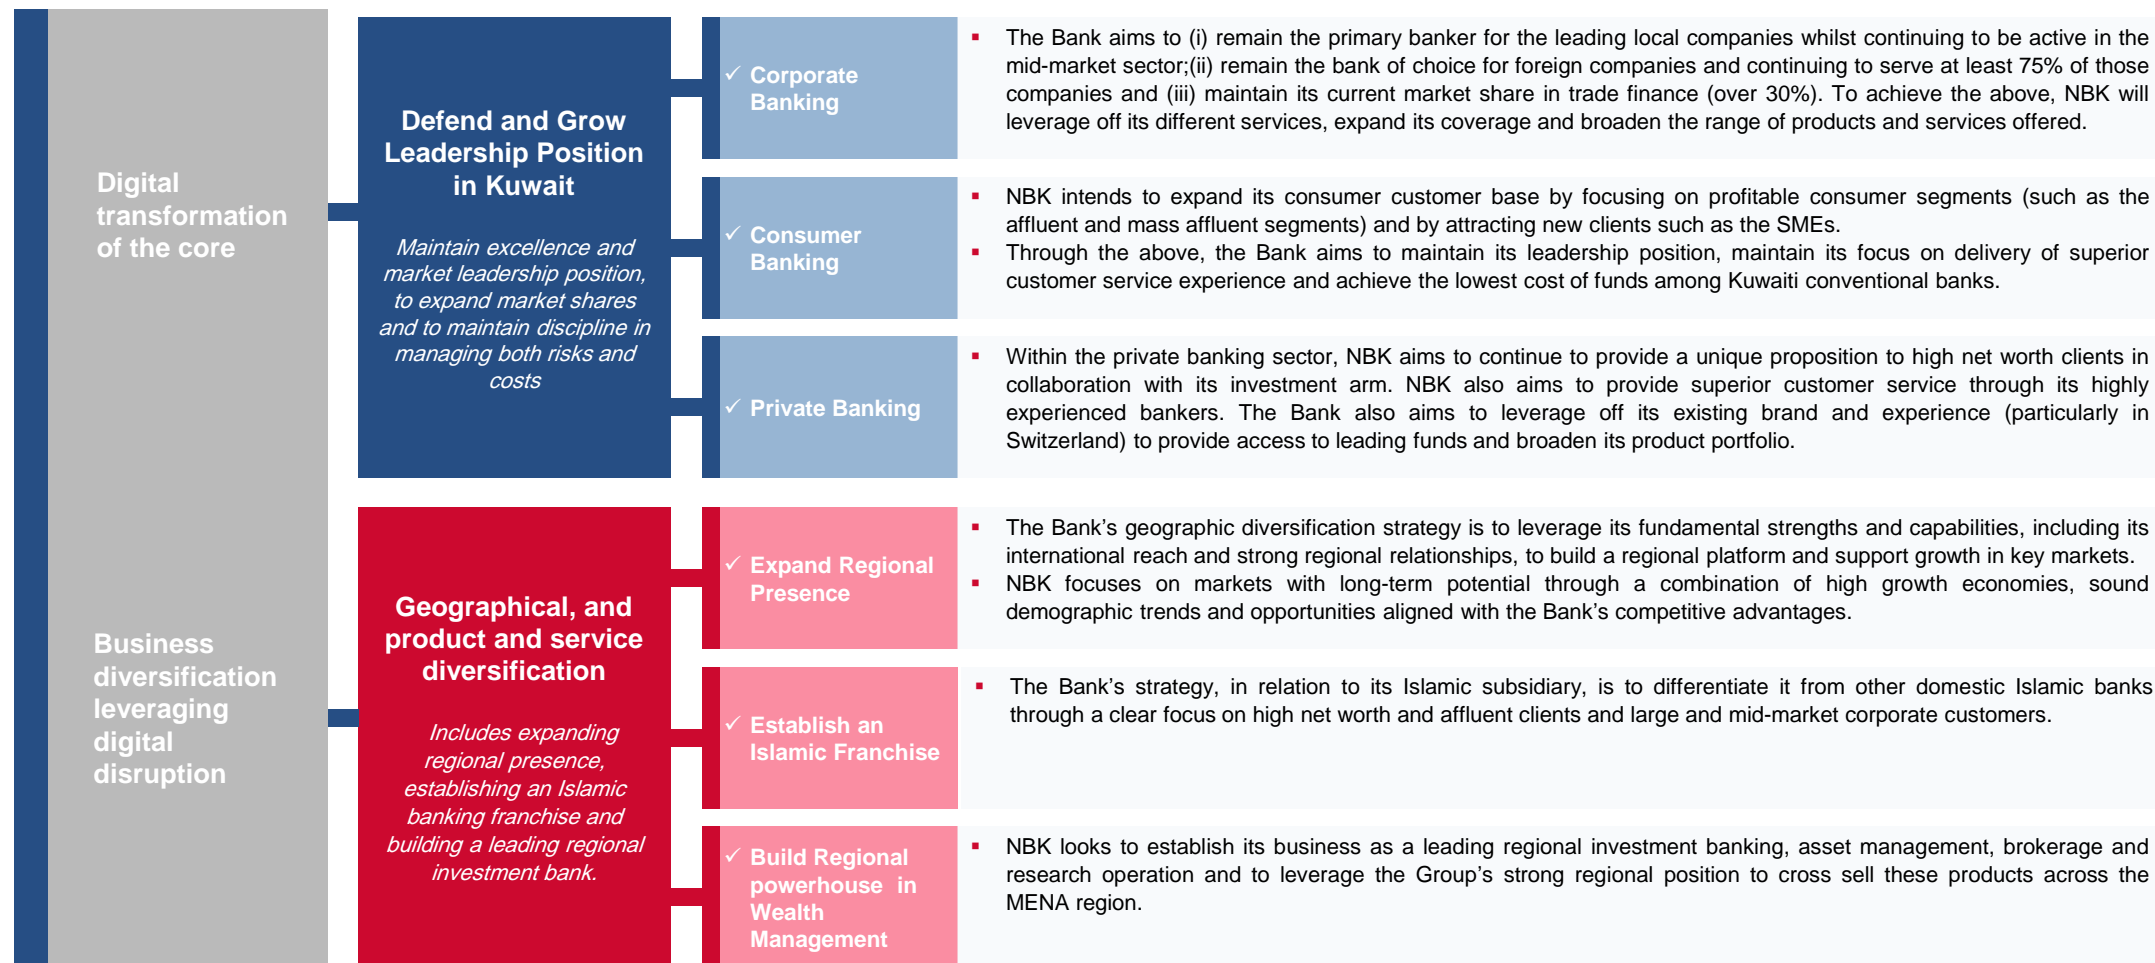 Digital
transformation
of the core
Business
diversification
leveraging
digital
disruption
Defend and Grow
Leadership Position
in Kuwait
Maintain excellence and
market leadership position,
to expand market shares
and to maintain discipline in
managing both risks and
costs
✓ Corporate
Banking
▪ The Bank aims to (i) remain the primary banker for the leading local companies whilst continuing to be active in the
mid-market sector;(ii) remain the bank of choice for foreign companies and continuing to serve at least 75% of those
companies and (iii) maintain its current market share in trade finance (over 30%). To achieve the above, NBK will
leverage off its different services, expand its coverage and broaden the range of products and services offered.
✓ Consumer
Banking
▪ NBK intends to expand its consumer customer base by focusing on profitable consumer segments (such as the
affluent and mass affluent segments) and by attracting new clients such as the SMEs.
▪ Through the above, the Bank aims to maintain its leadership position, maintain its focus on delivery of superior
customer service experience and achieve the lowest cost of funds among Kuwaiti conventional banks.
✓ Private Banking
▪ Within the private banking sector, NBK aims to continue to provide a unique proposition to high net worth clients in
collaboration with its investment arm. NBK also aims to provide superior customer service through its highly
experienced bankers. The Bank also aims to leverage off its existing brand and experience (particularly in
Switzerland) to provide access to leading funds and broaden its product portfolio.
Geographical, and
product and service
diversification
Includes expanding
regional presence,
establishing an Islamic
banking franchise and
building a leading regional
investment bank.
✓ Expand Regional
Presence
▪ The Bank’s geographic diversification strategy is to leverage its fundamental strengths and capabilities, including its
international reach and strong regional relationships, to build a regional platform and support growth in key markets.
▪ NBK focuses on markets with long-term potential through a combination of high growth economies, sound
demographic trends and opportunities aligned with the Bank’s competitive advantages.
✓ Establish an
Islamic Franchise
▪ The Bank’s strategy, in relation to its Islamic subsidiary, is to differentiate it from other domestic Islamic banks
through a clear focus on high net worth and affluent clients and large and mid-market corporate customers.
✓ Build Regional
powerhouse in
Wealth
Management
▪ NBK looks to establish its business as a leading regional investment banking, asset management, brokerage and
research operation and to leverage the Group’s strong regional position to cross sell these products across the
MENA region.